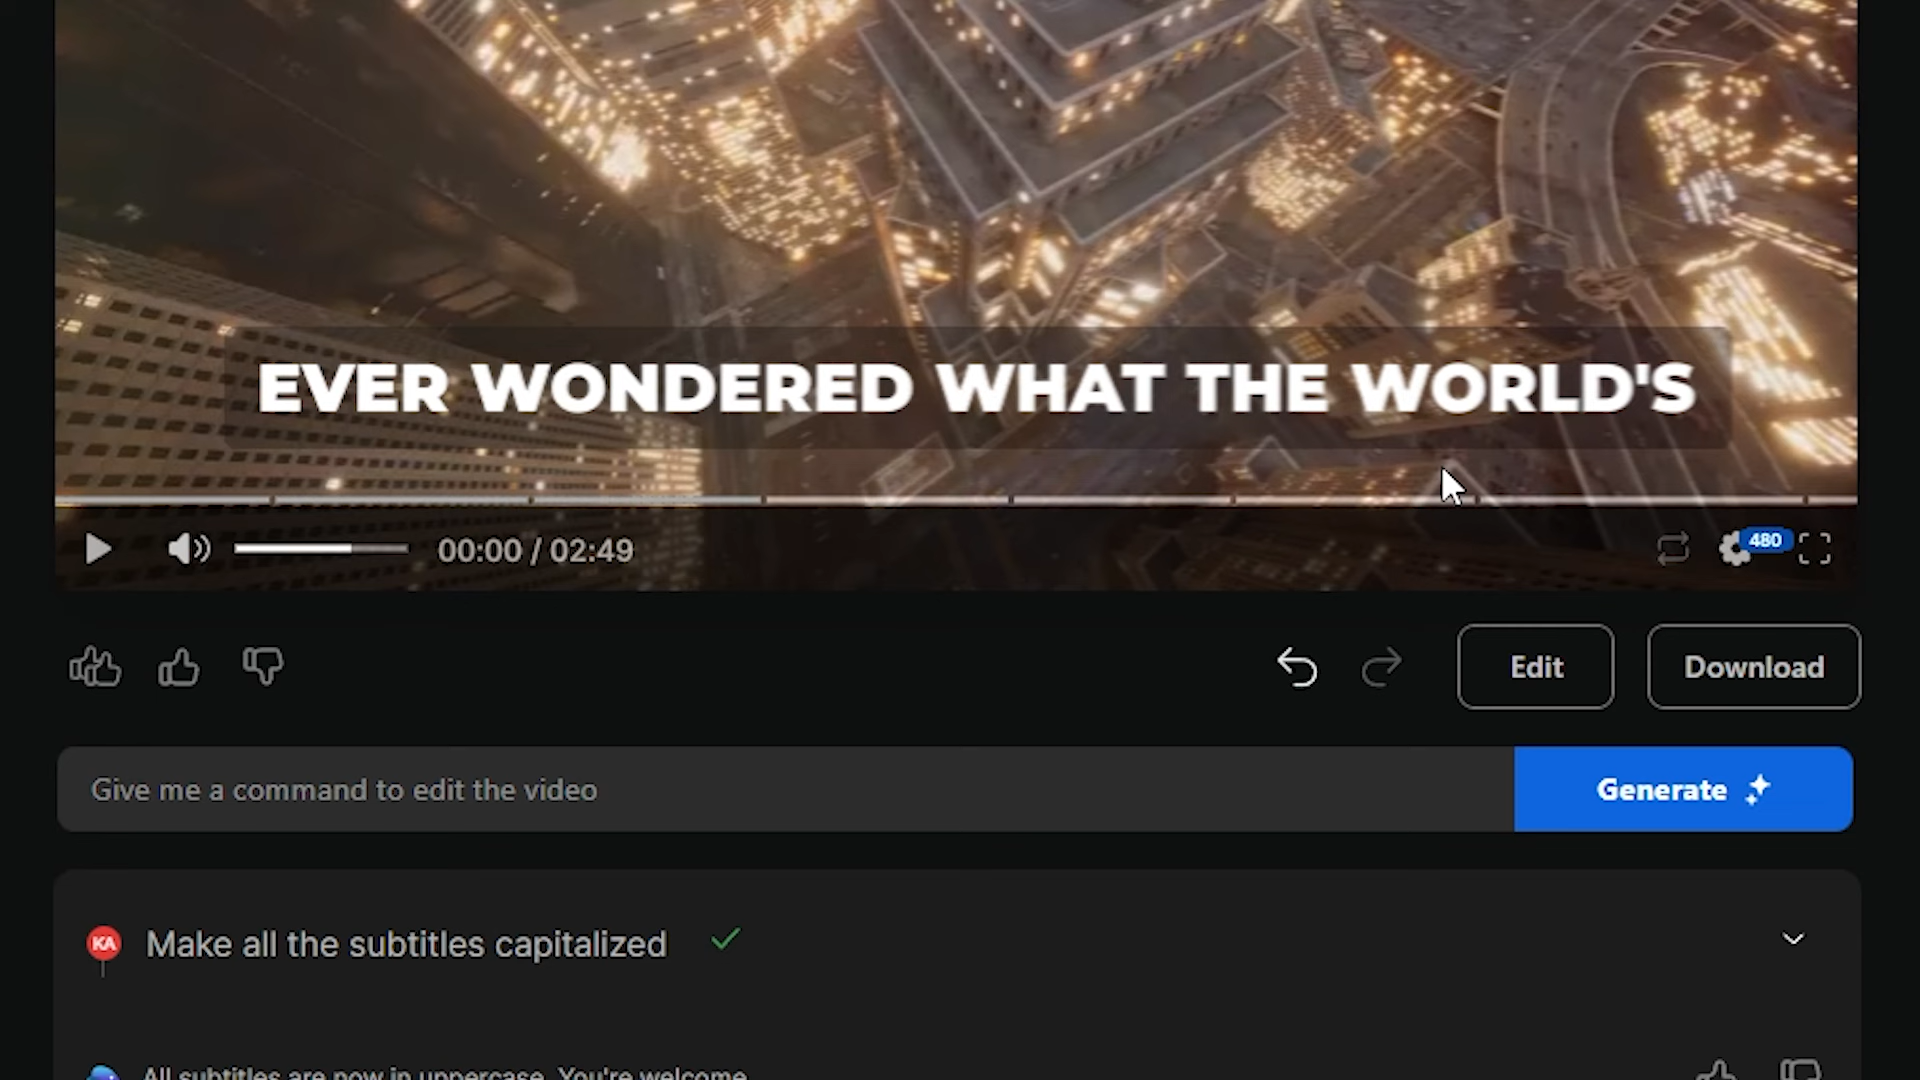 EVER WONDERED WHAT THE WORLD'S
00:00 / 02:49
480
Edit
Download
Give me a command to edit the video
Generate
KA
Make all the subtitles capitalized
All subtitles are now in uppercase. You're welcome